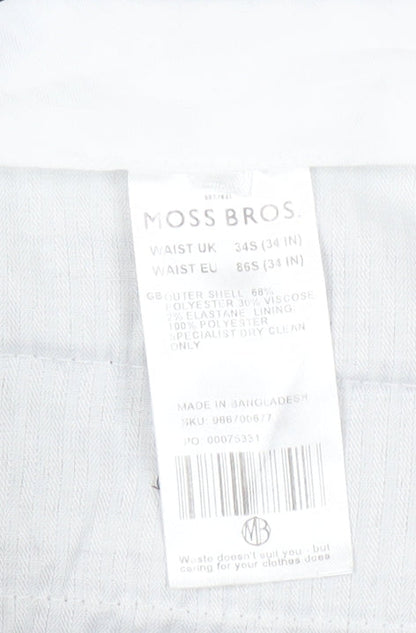 MOSS BROS.
WAIST UK 34S (34 IN)
WAIST EU 86S (34 IN)
GB OUTER SHELL 68%
POLYESTER 30% VISCOSE
2% ELASTANE LINING
100% POLYESTER
SPECIALIST DRY CLEAN
ONLY
MADE IN BANGLADESH
SKU: 986700677
PO: 00075331
MB
Waste doesn't suit you, but
caring for your clothes does